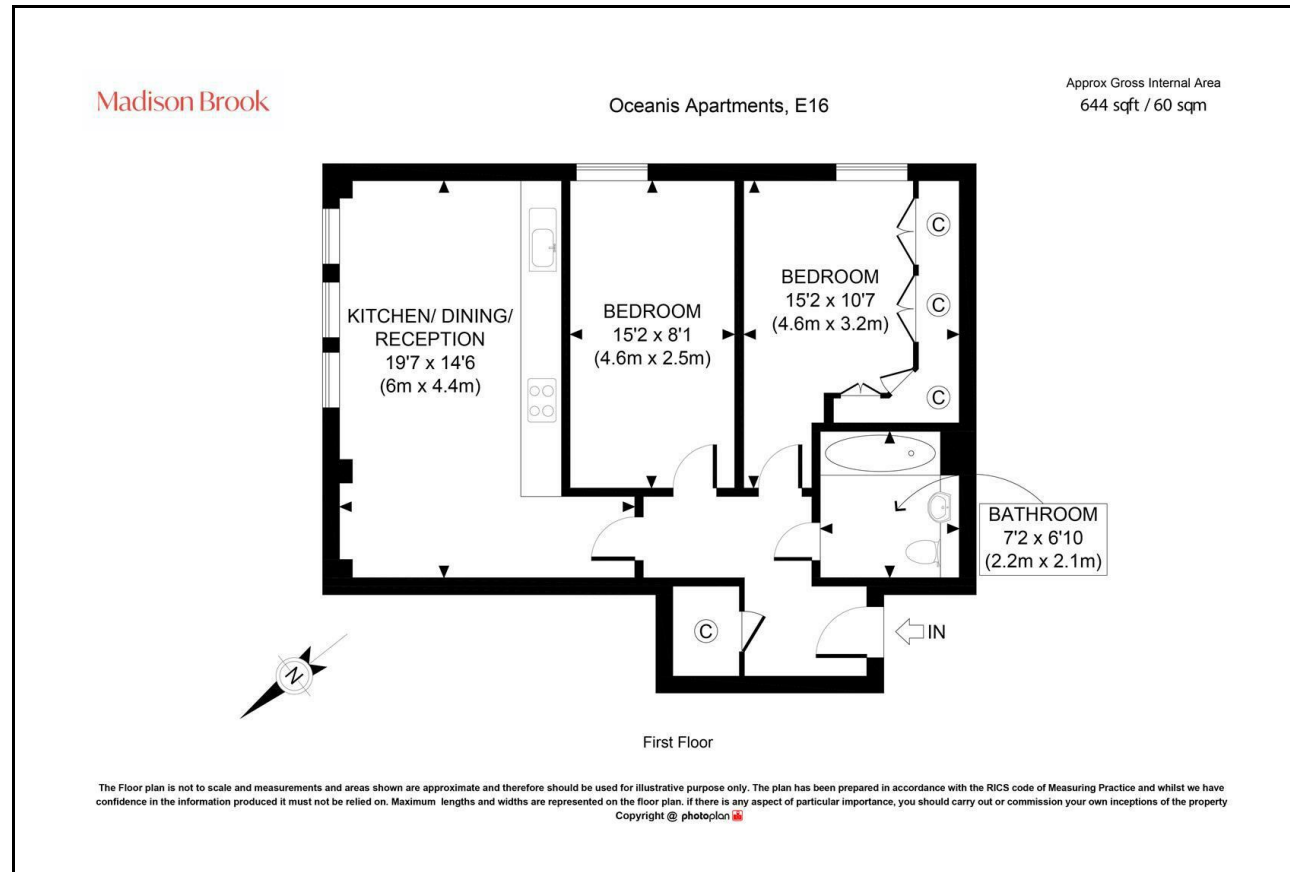 Madison Brook
Oceanis Apartments, E16
Approx Gross Internal Area
644 sqft / 60 sqm
KITCHEN/ DINING/
RECEPTION
19'7 x 14'6
(6m x 4.4m)
BEDROOM
15'2 x 8'1
(4.6m x 2.5m)
BEDROOM
15'2 x 10'7
(4.6m x 3.2m)
C
C
C
BATHROOM
7'2 x 6'10
(2.2m x 2.1m)
C
IN
N
First Floor
The Floor plan is not to scale and measurements and areas shown are approximate and therefore should be used for illustrative purpose only. The plan has been prepared in accordance with the RICS code of Measuring Practice and whilst we have
confidence in the information produced it must not be relied on. Maximum lengths and widths are represented on the floor plan. if there is any aspect of particular importance, you should carry out or commission your own inceptions of the property
Copyright @ photoplan